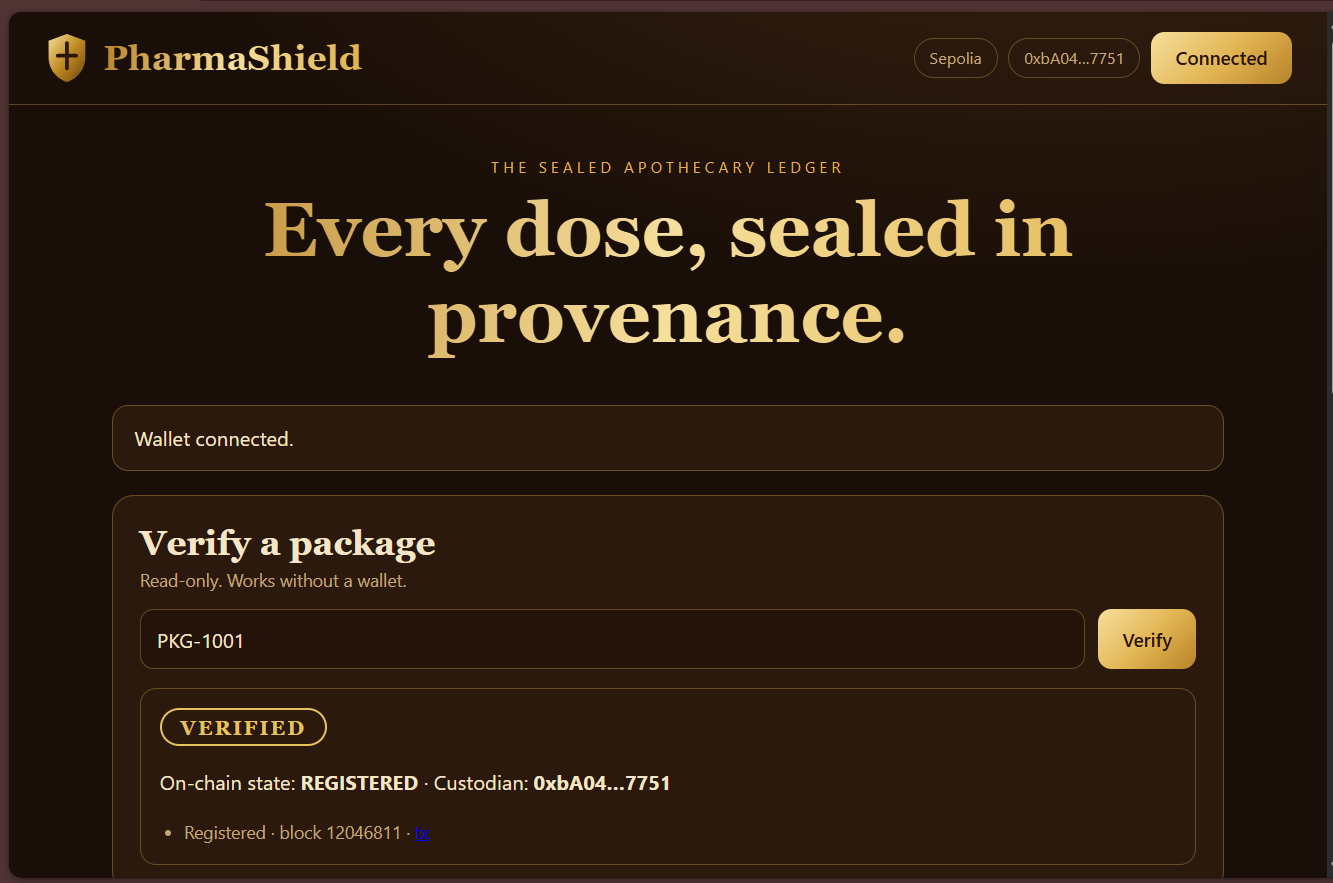 PharmaShield
Sepolia
0xbA04...7751
Connected
THE SEALED APOTHECARY LEDGER
Every dose, sealed in
provenance.
Wallet connected.
Verify a package
Read-only. Works without a wallet.
PKG-1001
Verify
VERIFIED
On-chain state: REGISTERED · Custodian: 0xbA04...7751
• Registered · block 12046811 · tx